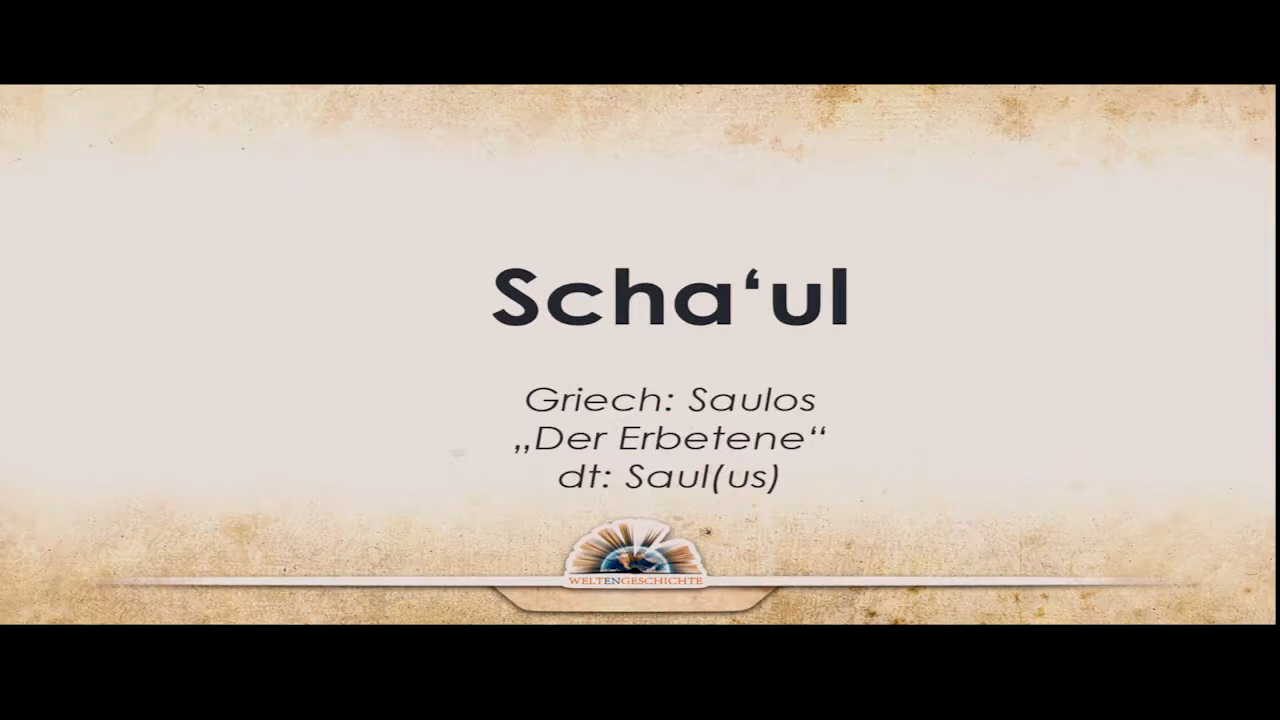 Scha‘ul
Griech: Saulos
„Der Erbetene“
dt: Saul(us)
WELTENGESCHICHTE